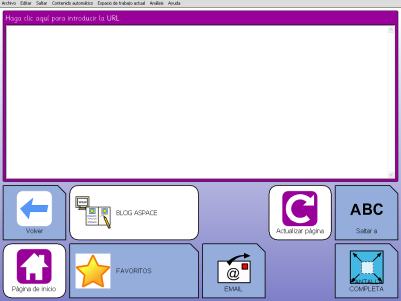 Archivo Editar Saltar Contenido automático Espacio de trabajo actual Análisis Ayuda
Haga clic aquí para introducir la URL
Volver
BLOG ASPACE
Actualizar página
ABC
Saltar a
Página de inicio
FAVORITOS
@
EMAIL
PANTALLA
COMPLETA